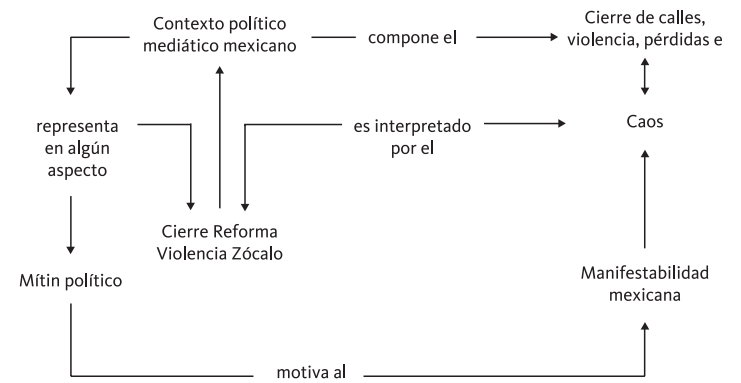 Contexto político
mediático mexicano
compone el
Cierre de calles,
violencia, pérdidas e
representa
en algún
aspecto
es interpretado
por el
Caos
Cierre Reforma
Violencia Zócalo
Mítin político
Manifestabilidad
mexicana
motiva al